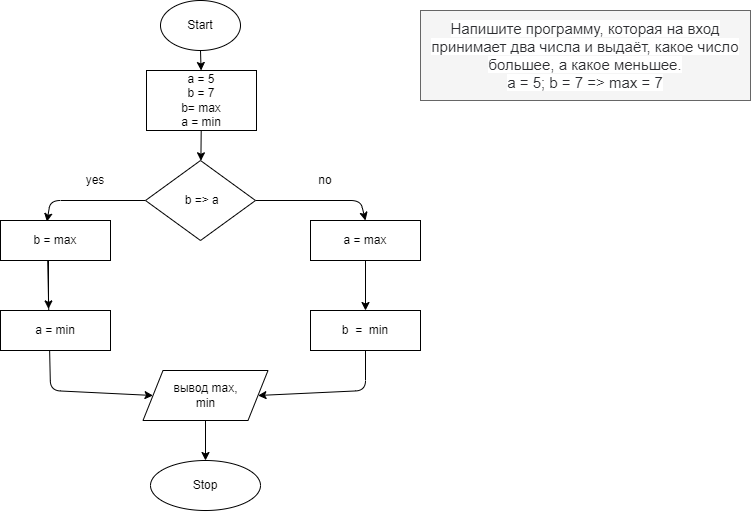 Start
Напишите программу, которая на вход
принимает два числа и выдаёт, какое число
большее, а какое меньшее.
a = 5; b = 7 => max = 7
a = 5
b = 7
b= max
a = min
yes
b => a
no
b = max
a = max
a = min
b  =  min
вывод max,
min
Stop